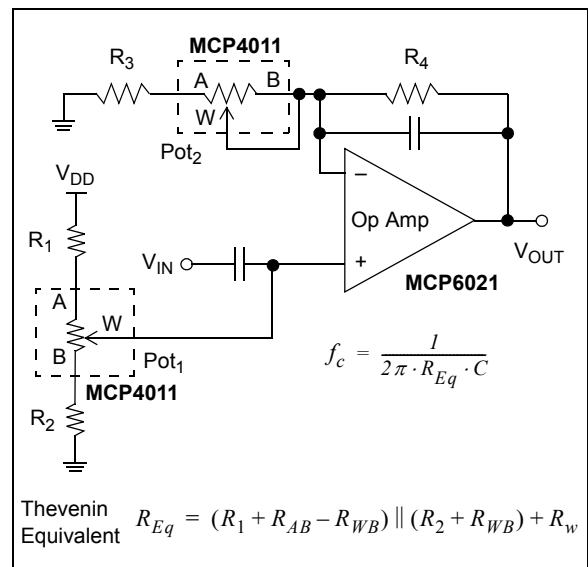 MCP4011
R3
A
B
R4
W
Pot2
VDD
Op Amp
−
+
VOUT
R1
VIN
MCP6021
A
W
B
Pot1
MCP4011
fc = 1 / 2π · REq · C
R2
Thevenin
Equivalent
REq = (R1 + RAB – RWB) || (R2 + RWB) + Rw